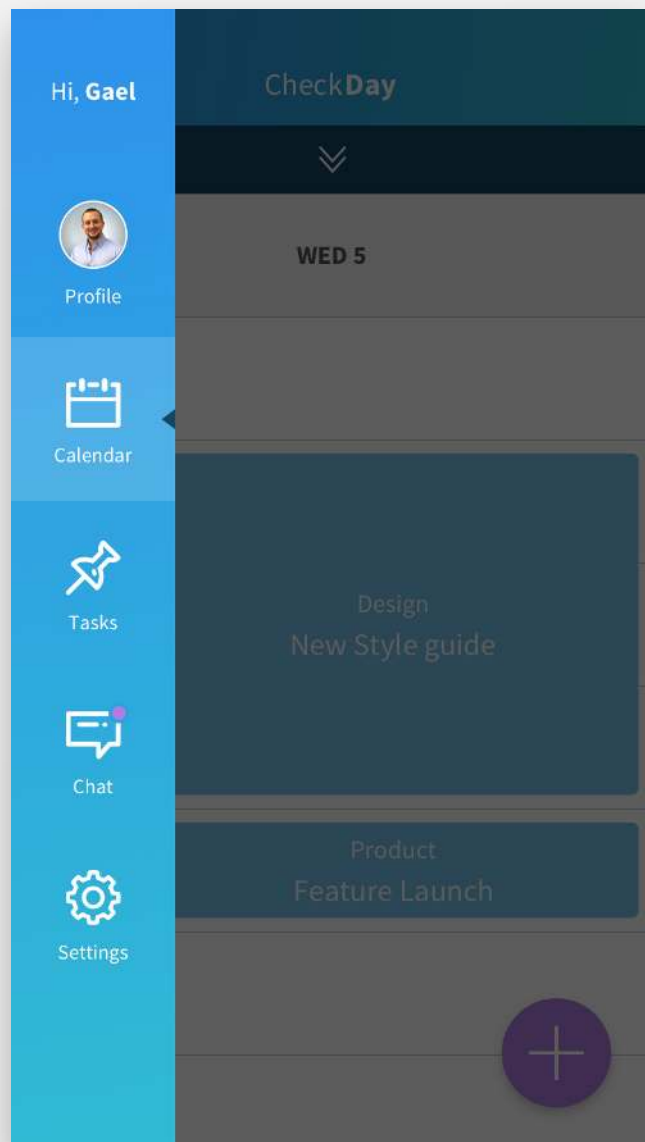 Hi, Gael
CheckDay
Profile
WED 5
Calendar
Tasks
Design
New Style guide
Chat
Product
Feature Launch
Settings